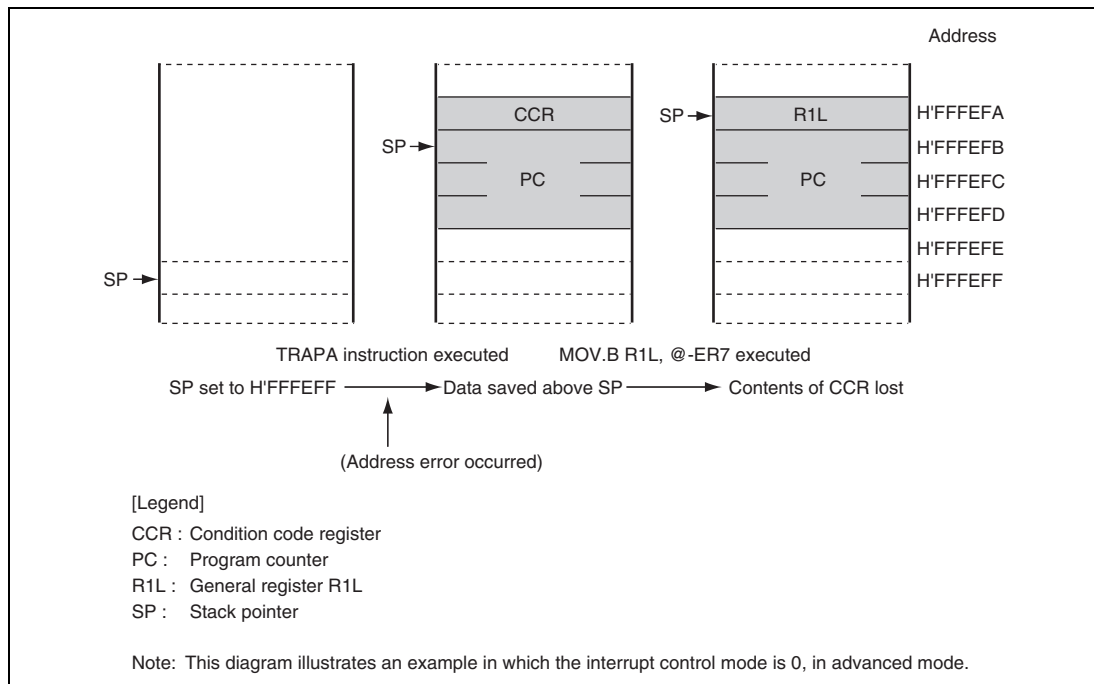 Address
CCR
SP
R1L
H'FFFEFA
SP
H'FFFEFB
PC
PC
H'FFFEFC
H'FFFEFD
H'FFFEFE
SP
H'FFFEFF
TRAPA instruction executed MOV.B R1L, @-ER7 executed
SP set to H'FFFEFF Data saved above SP Contents of CCR lost
(Address error occurred)
[Legend]
CCR : Condition code register
PC : Program counter
R1L : General register R1L
SP : Stack pointer
Note: This diagram illustrates an example in which the interrupt control mode is 0, in advanced mode.